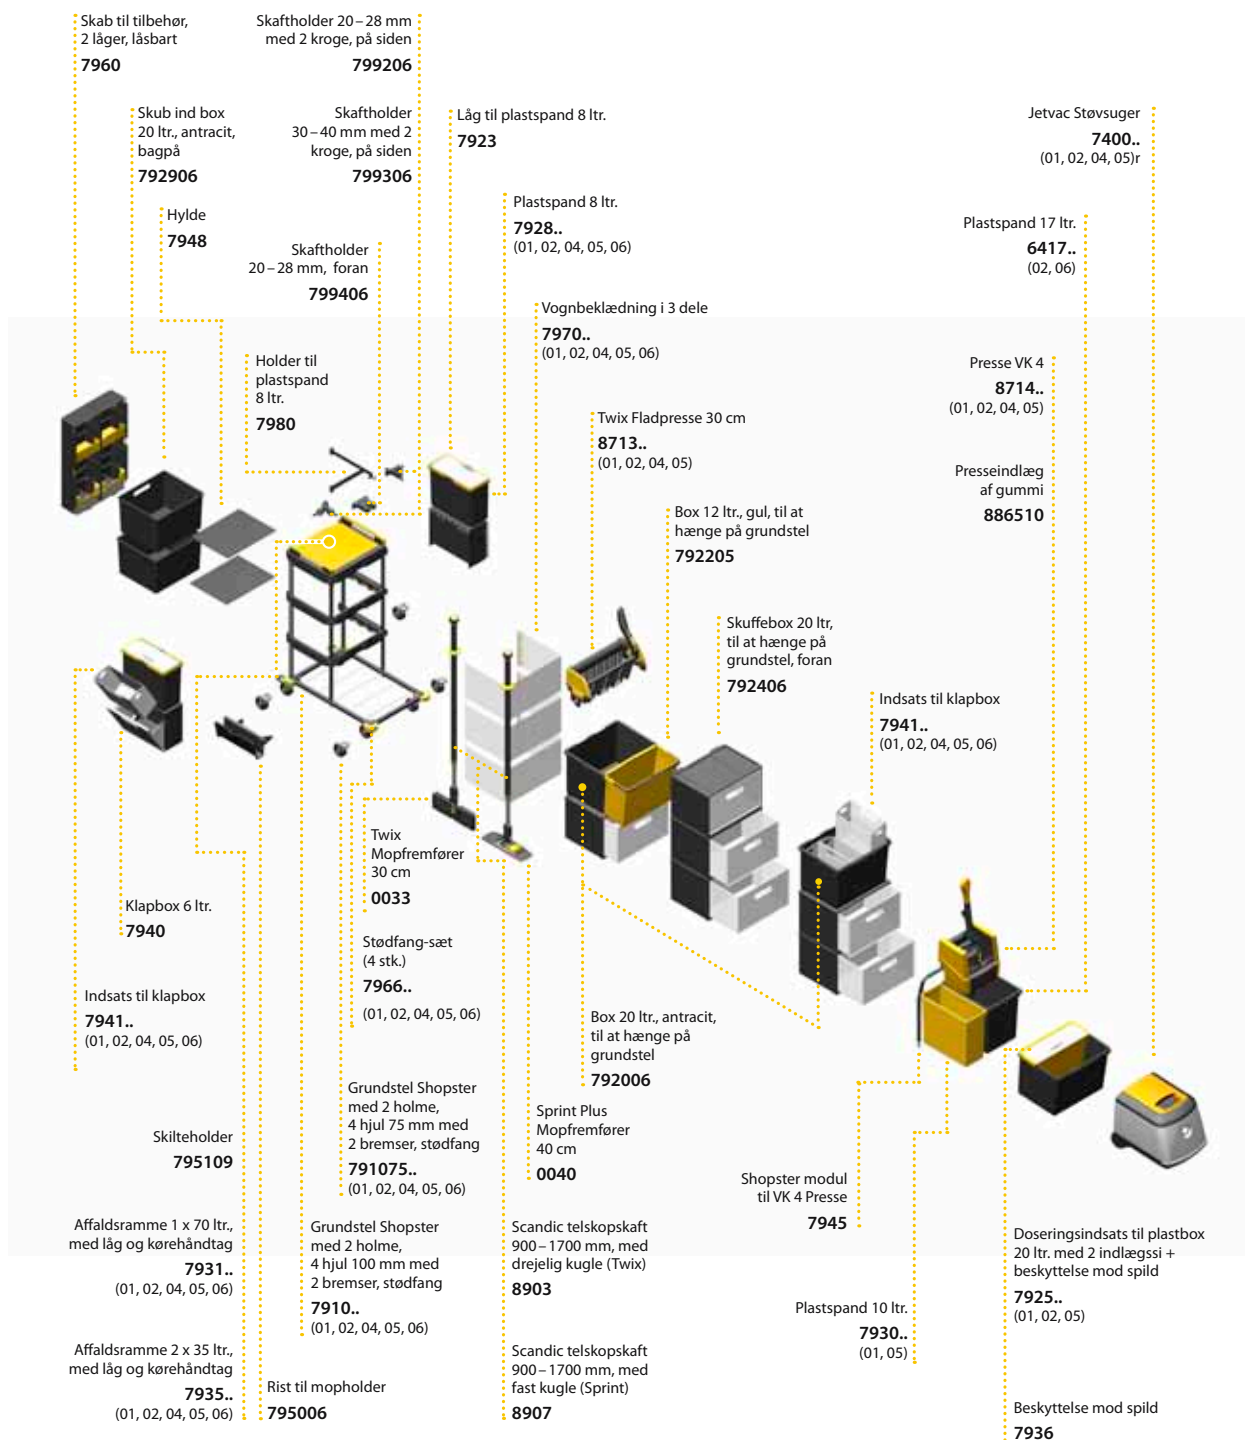 Skab til tilbehør,
2 låger, låsbart
7960
Skaftholder 20–28 mm
med 2 kroge, på siden
799206
Skub ind box
20 ltr., antracit,
bagpå
792906
Skaftholder
30–40 mm med 2
kroge, på siden
799306
Låg til plastspand 8 ltr.
7923
Jetvac Støvsuger
7400..
(01, 02, 04, 05)r
Hylde
7948
Plastspand 8 ltr.
7928..
(01, 02, 04, 05, 06)
Plastspand 17 ltr.
6417..
(02, 06)
Skaftholder
20–28 mm, foran
799406
Vognbeklædning i 3 dele
7970..
(01, 02, 04, 05, 06)
Holder til
plastspand
8 ltr.
7980
Presse VK 4
8714..
(01, 02, 04, 05)
Twix Fladpresse 30 cm
8713..
(01, 02, 04, 05)
Presseindlæg
af gummi
886510
Box 12 ltr., gul, til at
hænge på grundstel
792205
Skuffebox 20 ltr,
til at hænge på
grundstel, foran
792406
Indsats til klapbox
7941..
(01, 02, 04, 05, 06)
Twix
Mopfremfører
30 cm
0033
Klapbox 6 ltr.
7940
Stødfang-sæt
(4 stk.)
7966..
(01, 02, 04, 05, 06)
Indsats til klapbox
7941..
(01, 02, 04, 05, 06)
Box 20 ltr., antracit,
til at hænge på
grundstel
792006
Grundstel Shopster
med 2 holme,
4 hjul 75 mm med
2 bremser, stødfang
791075..
(01, 02, 04, 05, 06)
Sprint Plus
Mopfremfører
40 cm
0040
Skilteholder
795109
Shopster modul
til VK 4 Presse
7945
Affaldsramme 1 x 70 ltr.,
med låg og kørehåndtag
7931..
(01, 02, 04, 05, 06)
Grundstel Shopster
med 2 holme,
4 hjul 100 mm med
2 bremser, stødfang
7910..
(01, 02, 04, 05, 06)
Scandic telskopskaft
900–1700 mm, med
drejelig kugle (Twix)
8903
Doseringsindsats til plastbox
20 ltr. med 2 indlægssi +
beskyttelse mod spild
7925..
(01, 02, 05)
Plastspand 10 ltr.
7930..
(01, 05)
Affaldsramme 2 x 35 ltr.,
med låg og kørehåndtag
7935..
(01, 02, 04, 05, 06)
Rist til mopholder
795006
Scandic telskopskaft
900–1700 mm, med
fast kugle (Sprint)
8907
Beskyttelse mod spild
7936